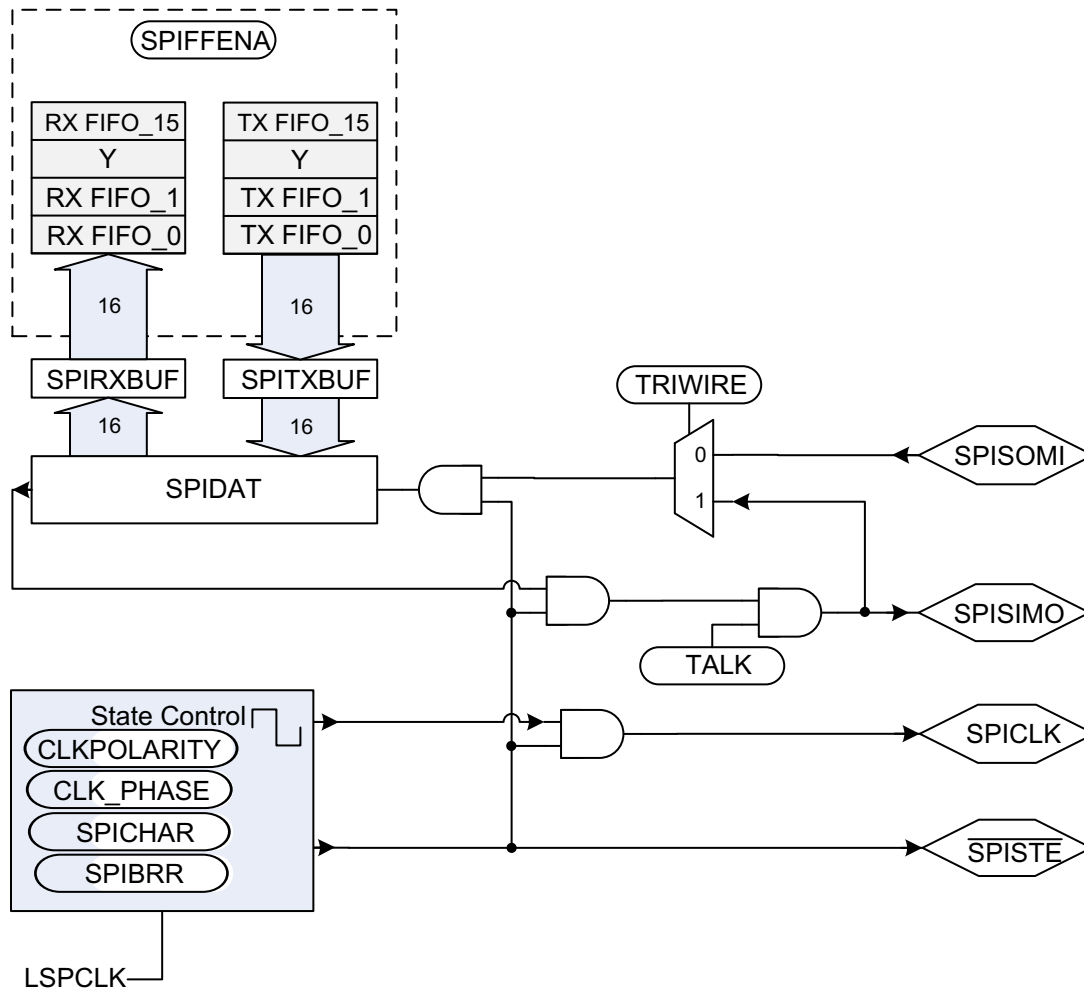 SPIFFENA
RX FIFO_15
Y
RX FIFO_1
RX FIFO_0
TX FIFO_15
Y
TX FIFO_1
TX FIFO_0
16
16
SPIRXBUF
SPITXBUF
16
16
SPIDAT
TRIWIRE
0
1
SPISOMI
SPISIMO
TALK
State Control
CLKPOLARITY
CLK_PHASE
SPICHAR
SPIBRR
SPICLK
SPISTE
LSPCLK